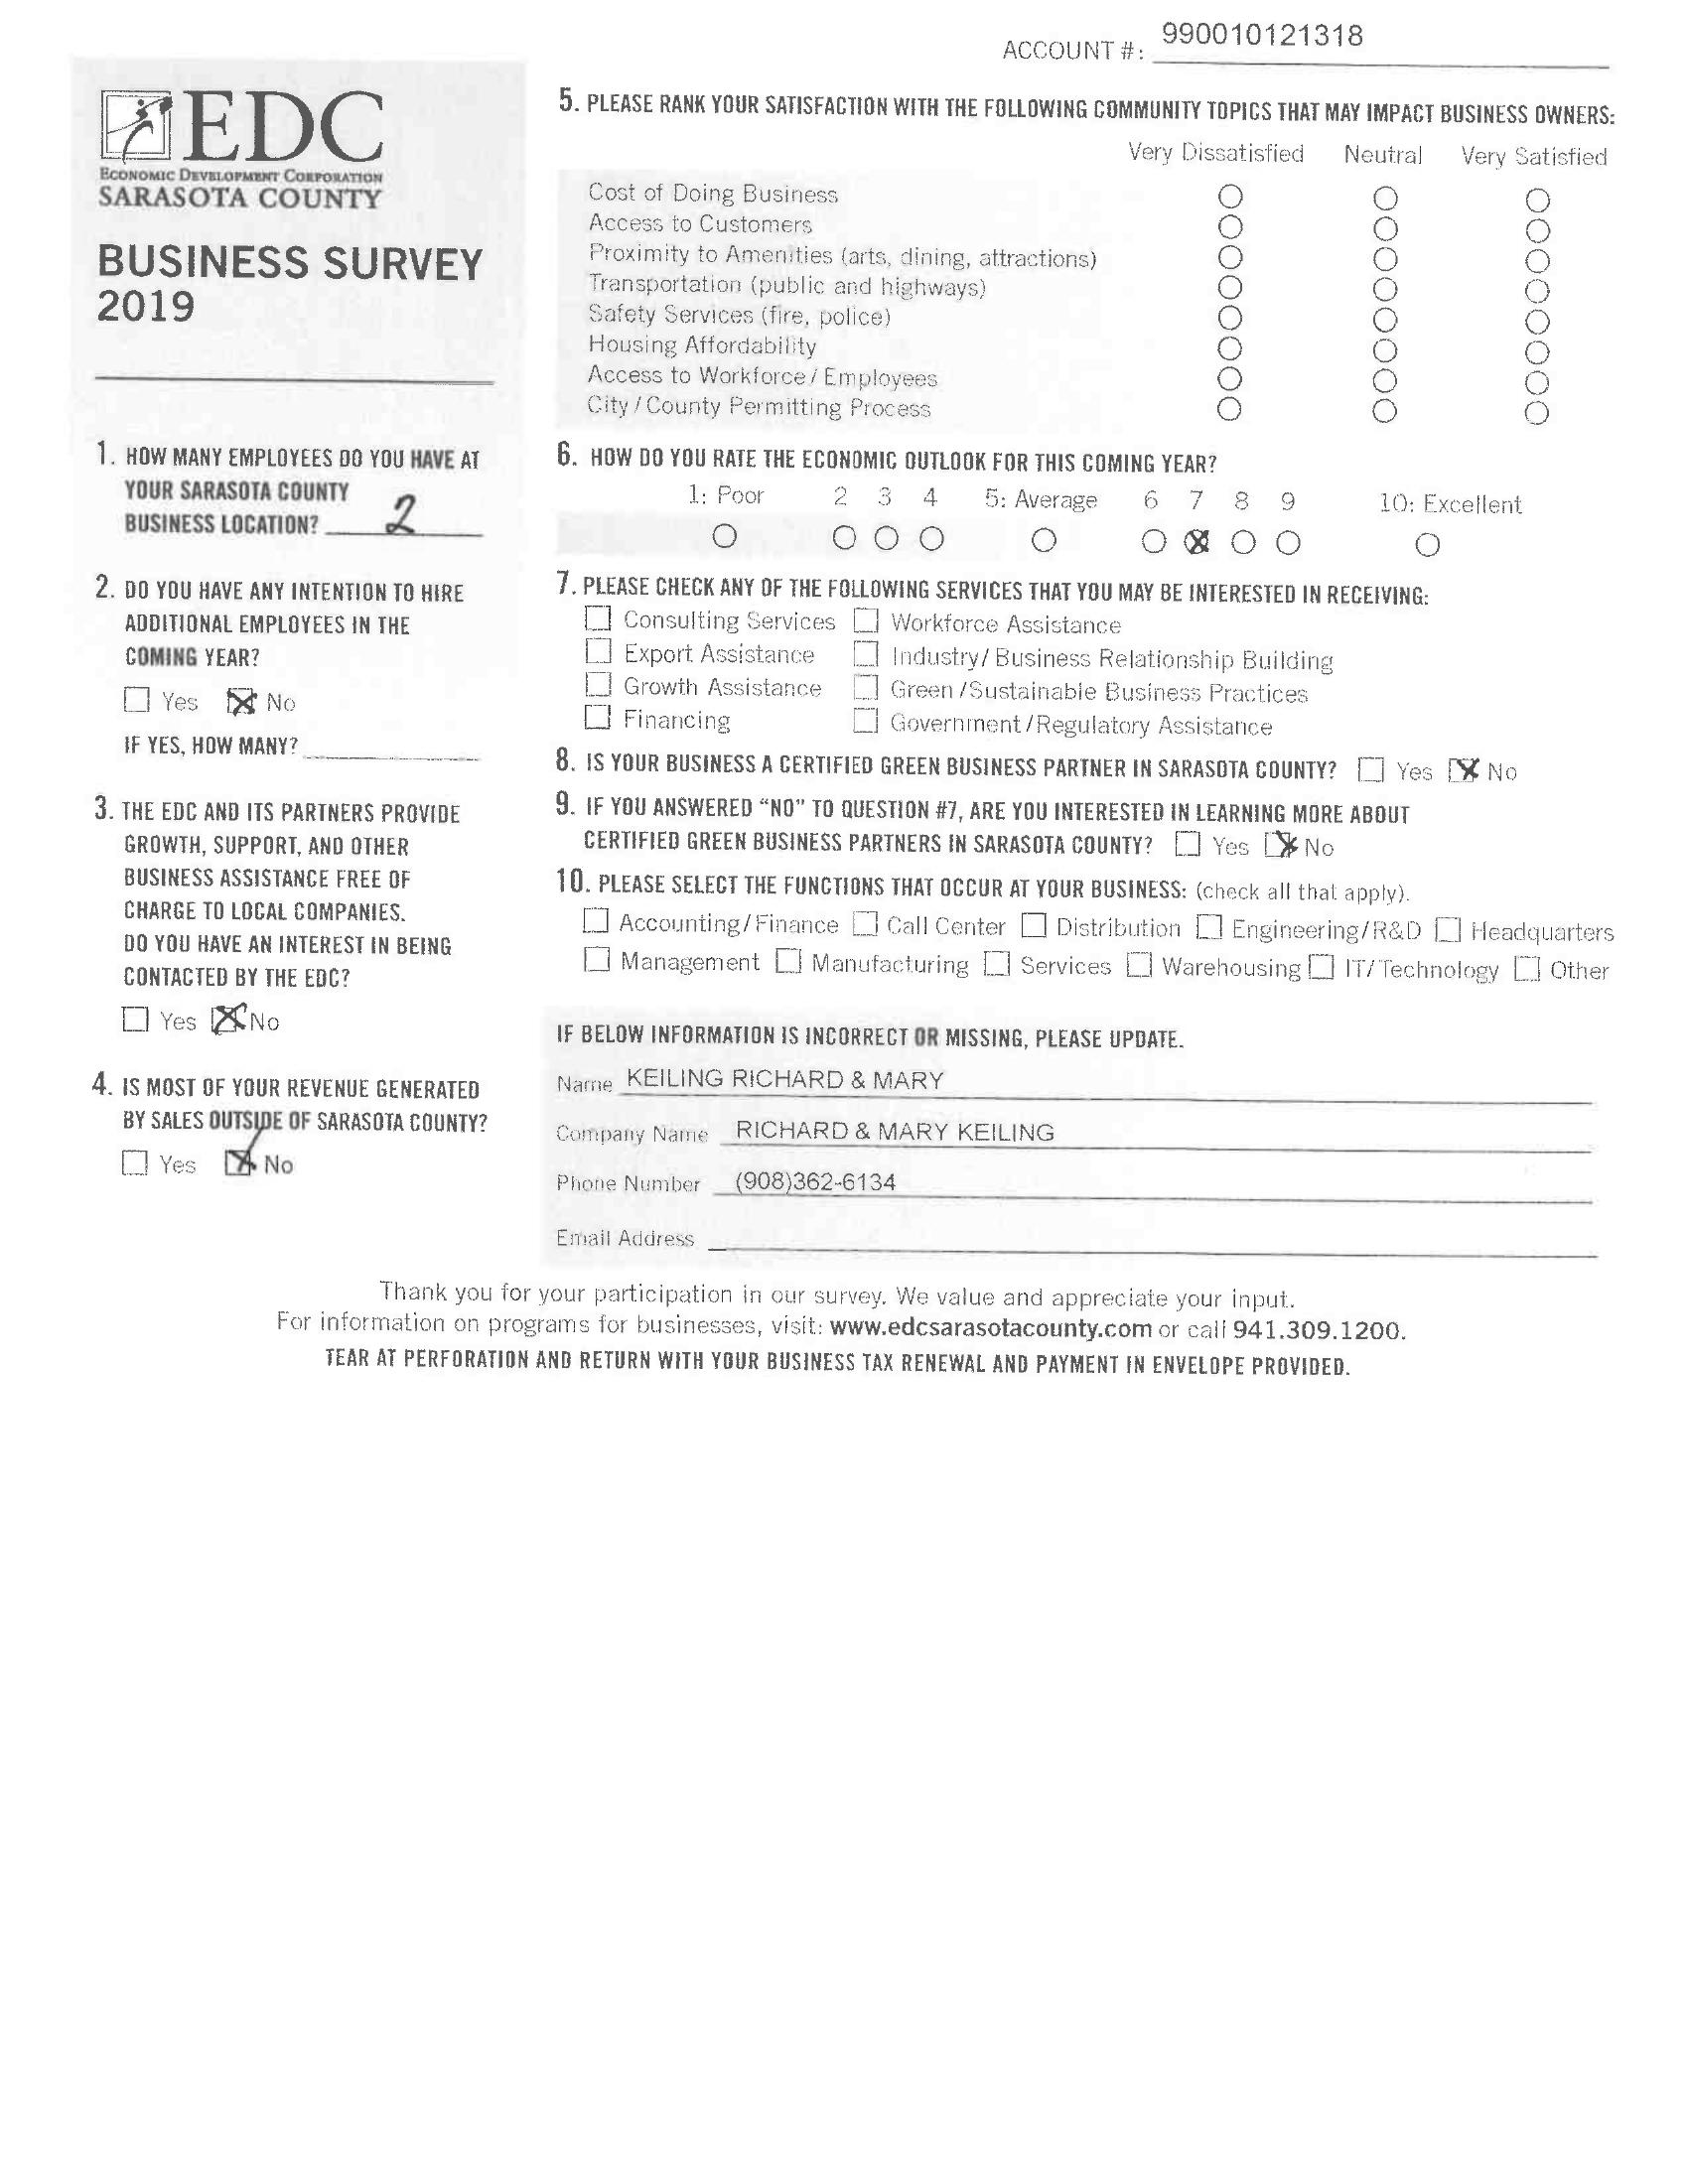 ACCOUNT #: 990010121318
EDC
ECONOMIC DEVELOPMENT CORPORATION
SARASOTA COUNTY
BUSINESS SURVEY
2019
1. HOW MANY EMPLOYEES DO YOU HAVE AT
YOUR SARASOTA COUNTY
BUSINESS LOCATION? 2
2. DO YOU HAVE ANY INTENTION TO HIRE
ADDITIONAL EMPLOYEES IN THE
COMING YEAR?
☐ Yes ☒ No
IF YES, HOW MANY?
3. THE EDC AND ITS PARTNERS PROVIDE
GROWTH, SUPPORT, AND OTHER
BUSINESS ASSISTANCE FREE OF
CHARGE TO LOCAL COMPANIES.
DO YOU HAVE AN INTEREST IN BEING
CONTACTED BY THE EDC?
☐ Yes ☒ No
4. IS MOST OF YOUR REVENUE GENERATED
BY SALES OUTSIDE OF SARASOTA COUNTY?
☐ Yes ☒ No
5. PLEASE RANK YOUR SATISFACTION WITH THE FOLLOWING COMMUNITY TOPICS THAT MAY IMPACT BUSINESS OWNERS:
Very Dissatisfied Neutral Very Satisfied
Cost of Doing Business
Access to Customers
Proximity to Amenities (arts, dining, attractions)
Transportation (public and highways)
Safety Services (fire, police)
Housing Affordability
Access to Workforce / Employees
City / County Permitting Process
6. HOW DO YOU RATE THE ECONOMIC OUTLOOK FOR THIS COMING YEAR?
1: Poor 2 3 4 5: Average 6 7 8 9 10: Excellent
7. PLEASE CHECK ANY OF THE FOLLOWING SERVICES THAT YOU MAY BE INTERESTED IN RECEIVING:
☐ Consulting Services ☐ Workforce Assistance
☐ Export Assistance ☐ Industry/ Business Relationship Building
☐ Growth Assistance ☐ Green /Sustainable Business Practices
☐ Financing ☐ Government /Regulatory Assistance
8. IS YOUR BUSINESS A CERTIFIED GREEN BUSINESS PARTNER IN SARASOTA COUNTY? ☐ Yes ☒ No
9. IF YOU ANSWERED “NO” TO QUESTION #7, ARE YOU INTERESTED IN LEARNING MORE ABOUT
CERTIFIED GREEN BUSINESS PARTNERS IN SARASOTA COUNTY? ☐ Yes ☒ No
10. PLEASE SELECT THE FUNCTIONS THAT OCCUR AT YOUR BUSINESS: (check all that apply).
☐ Accounting/Finance ☐ Call Center ☐ Distribution ☐ Engineering/R&D ☐ Headquarters
☐ Management ☐ Manufacturing ☐ Services ☐ Warehousing ☐ IT/Technology ☐ Other
IF BELOW INFORMATION IS INCORRECT OR MISSING, PLEASE UPDATE.
Name KEILING RICHARD & MARY
Company Name RICHARD & MARY KEILING
Phone Number (908)362-6134
Email Address
Thank you for your participation in our survey. We value and appreciate your input.
For information on programs for businesses, visit: www.edcsarasotacounty.com or call 941.309.1200.
TEAR AT PERFORATION AND RETURN WITH YOUR BUSINESS TAX RENEWAL AND PAYMENT IN ENVELOPE PROVIDED.